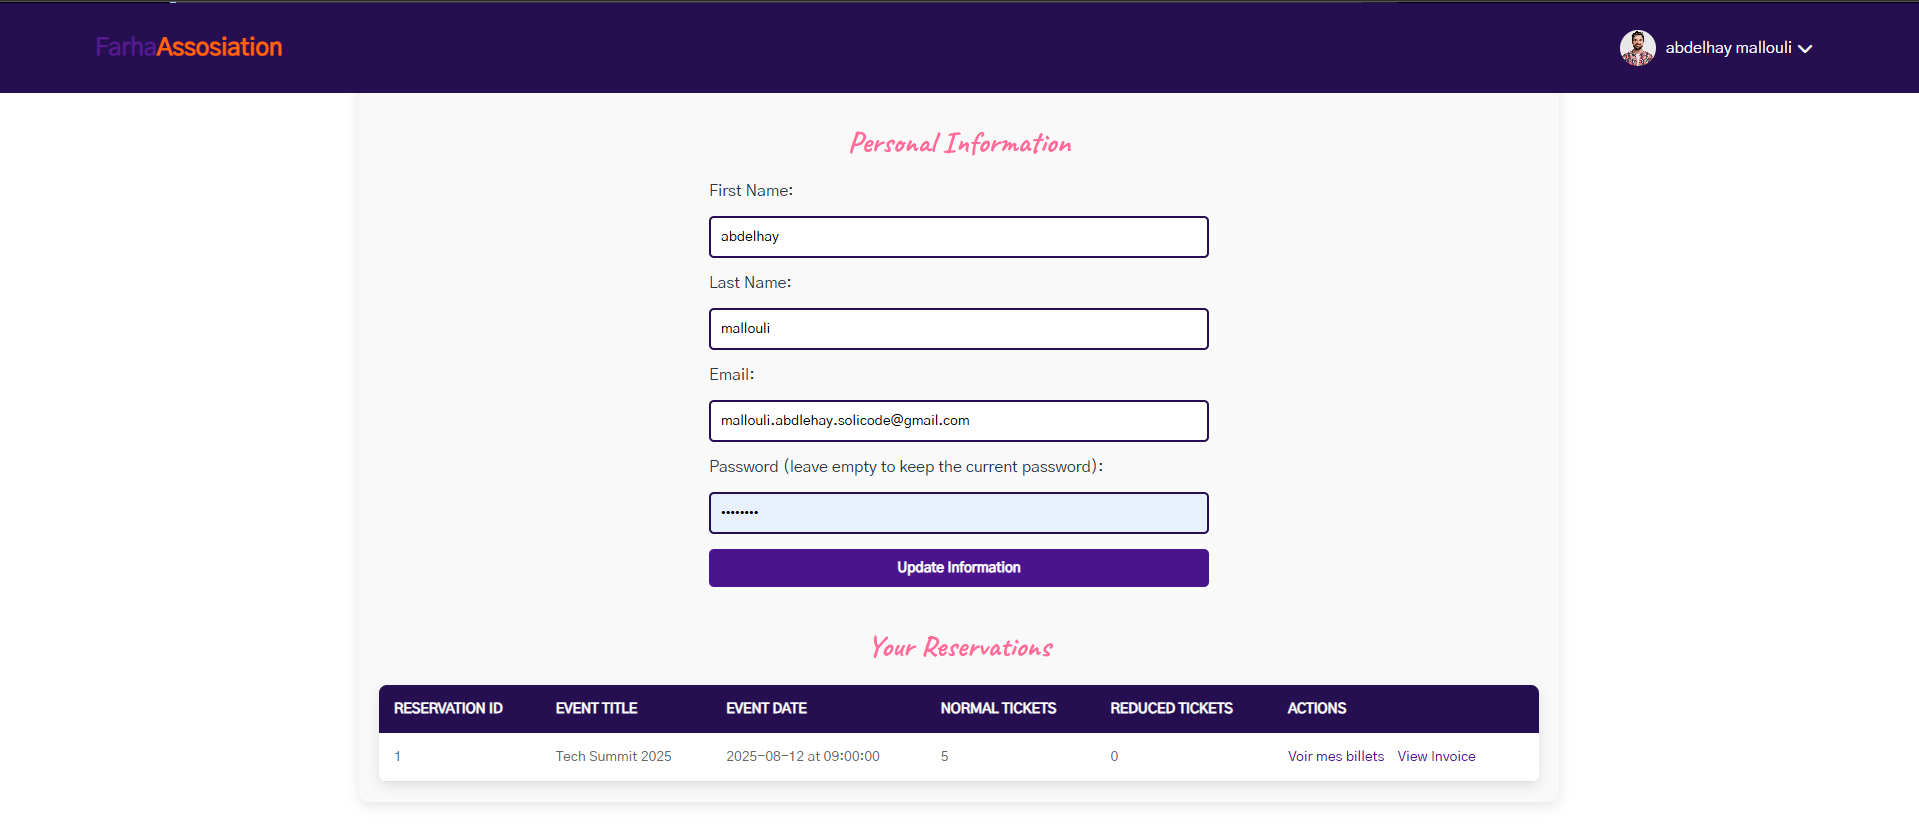 FarhaAssosiation
abdelhay mallouli
Personal Information
First Name:
abdelhay
Last Name:
mallouli
Email:
mallouli.abdlehay.solicode@gmail.com
Password (leave empty to keep the current password):
••••••••
Update Information
Your Reservations
RESERVATION ID EVENT TITLE EVENT DATE NORMAL TICKETS REDUCED TICKETS ACTIONS
1 Tech Summit 2025 2025-08-12 at 09:00:00 5 0 Voir mes billets View Invoice